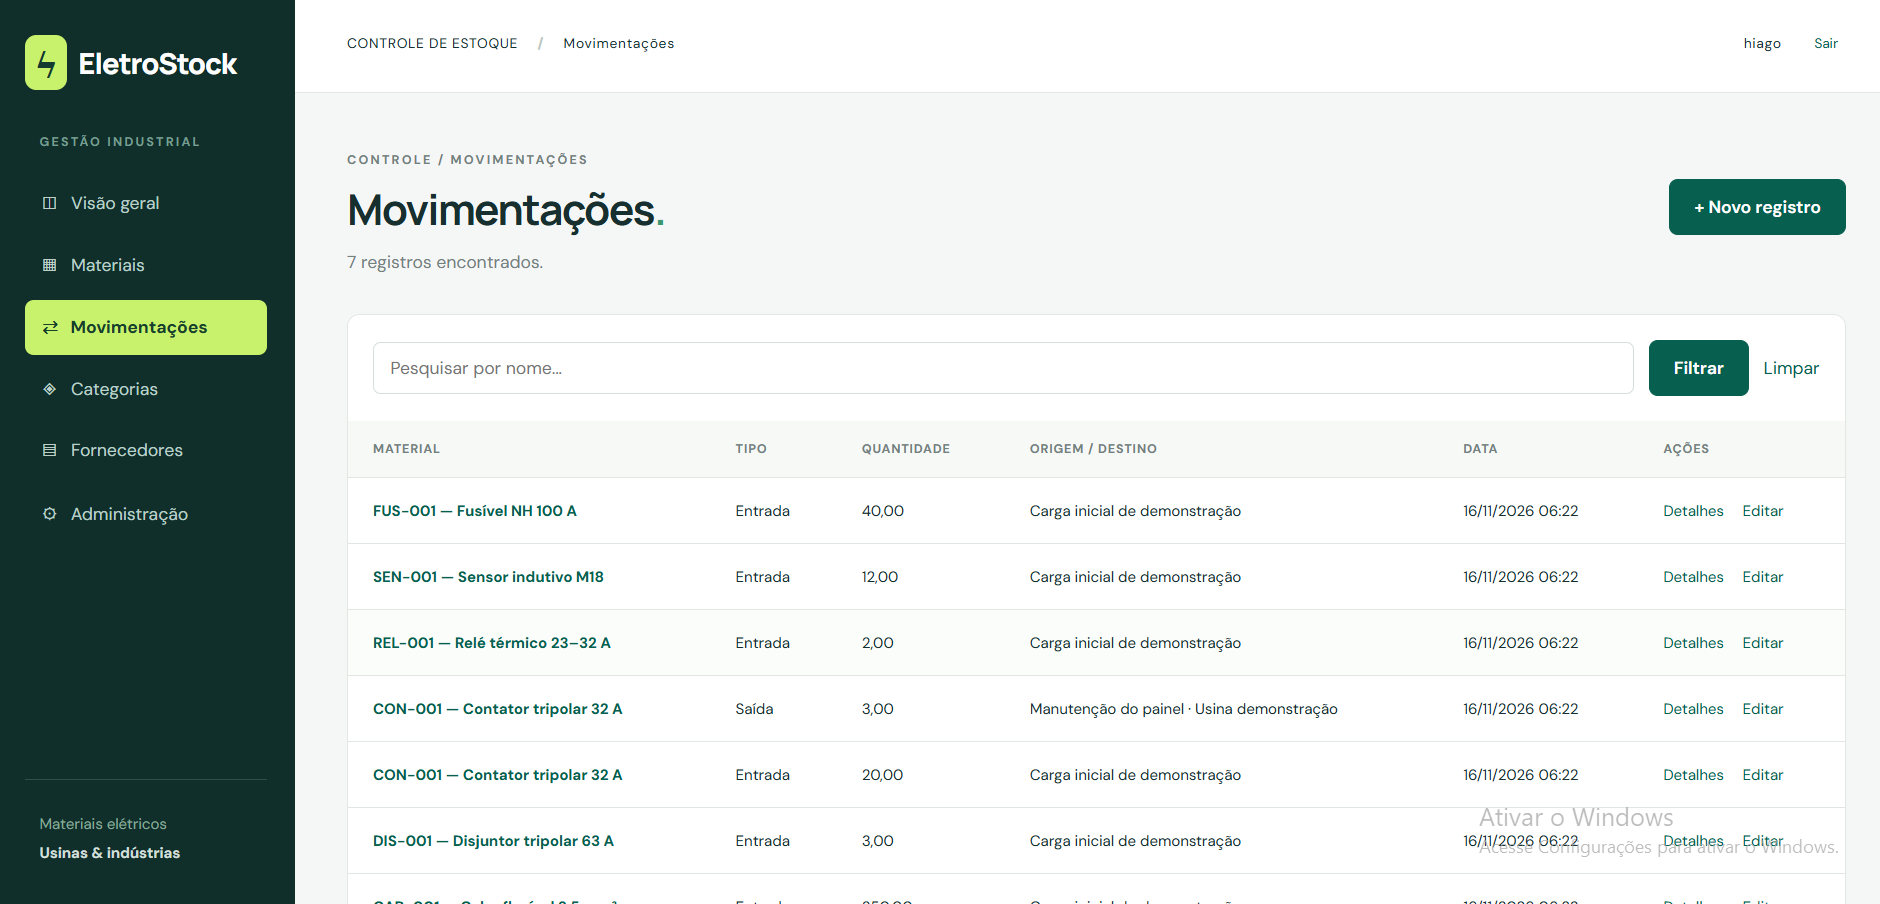 EletroStock
GESTÃO INDUSTRIAL
Visão geral
Materiais
Movimentações
Categorias
Fornecedores
Administração
Materiais elétricos
Usinas & indústrias
CONTROLE DE ESTOQUE / Movimentações
hiago Sair
CONTROLE / MOVIMENTAÇÕES
Movimentações.
7 registros encontrados.
+ Novo registro
Pesquisar por nome...
Filtrar Limpar
MATERIAL TIPO QUANTIDADE ORIGEM / DESTINO DATA AÇÕES
FUS-001 — Fusível NH 100 A Entrada 40,00 Carga inicial de demonstração 16/11/2026 06:22 Detalhes Editar
SEN-001 — Sensor indutivo M18 Entrada 12,00 Carga inicial de demonstração 16/11/2026 06:22 Detalhes Editar
REL-001 — Relé térmico 23–32 A Entrada 2,00 Carga inicial de demonstração 16/11/2026 06:22 Detalhes Editar
CON-001 — Contator tripolar 32 A Saída 3,00 Manutenção do painel · Usina demonstração 16/11/2026 06:22 Detalhes Editar
CON-001 — Contator tripolar 32 A Entrada 20,00 Carga inicial de demonstração 16/11/2026 06:22 Detalhes Editar
DIS-001 — Disjuntor tripolar 63 A Entrada 3,00 Carga inicial de demonstração 16/11/2026 06:22 Detalhes Editar
Ativar o Windows
Acesse Configurações para ativar o Windows.